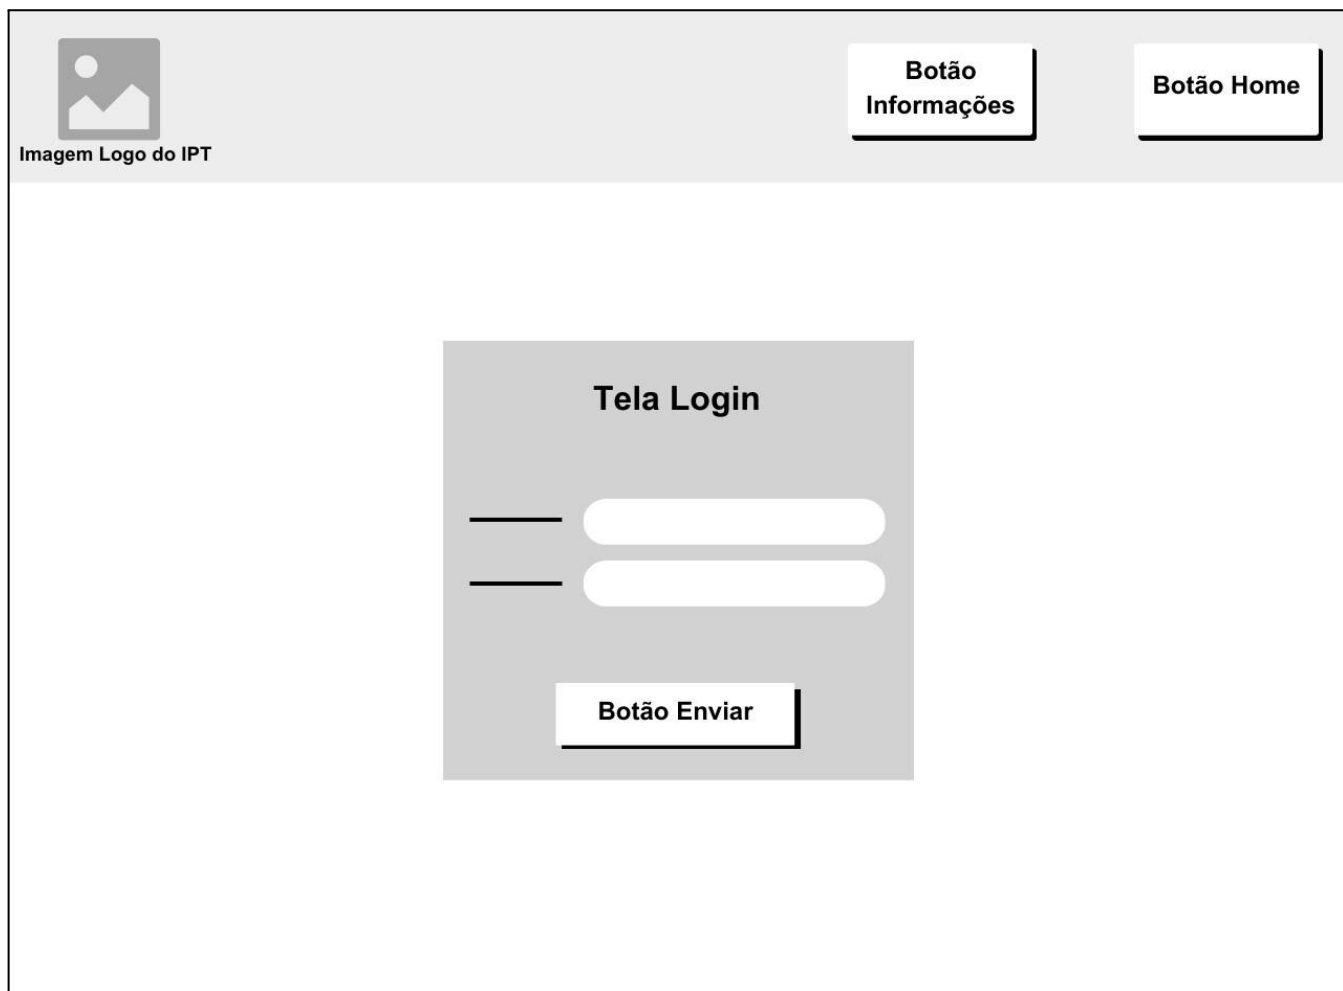 Botão
Informações
Botão Home
Imagem Logo do IPT
Tela Login
Botão Enviar